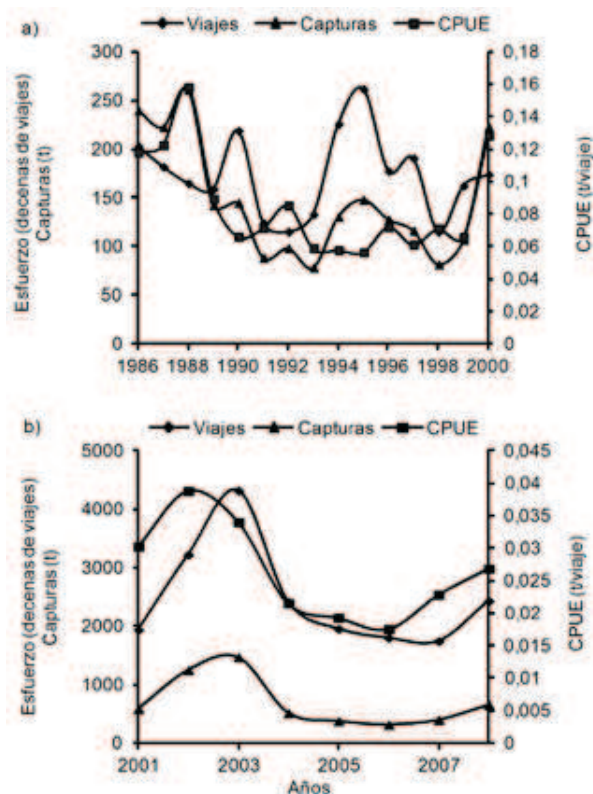 a)
Viajes Capturas CPUE
Esfuerzo (decenas de viajes)
Capturas (t)
300
250
200
150
100
50
0
0,18
0,16
0,14
0,12
0,1
0,08
0,06
0,04
0,02
0
CPUE (t/viaje)
1986 1988 1990 1992 1994 1996 1998 2000
b)
Viajes Capturas CPUE
Esfuerzo (decenas de viajes)
Capturas (t)
5000
4000
3000
2000
1000
0
0,045
0,04
0,035
0,03
0,025
0,02
0,015
0,01
0,005
0
CPUE (t/viaje)
2001 2003 2005 2007
Años